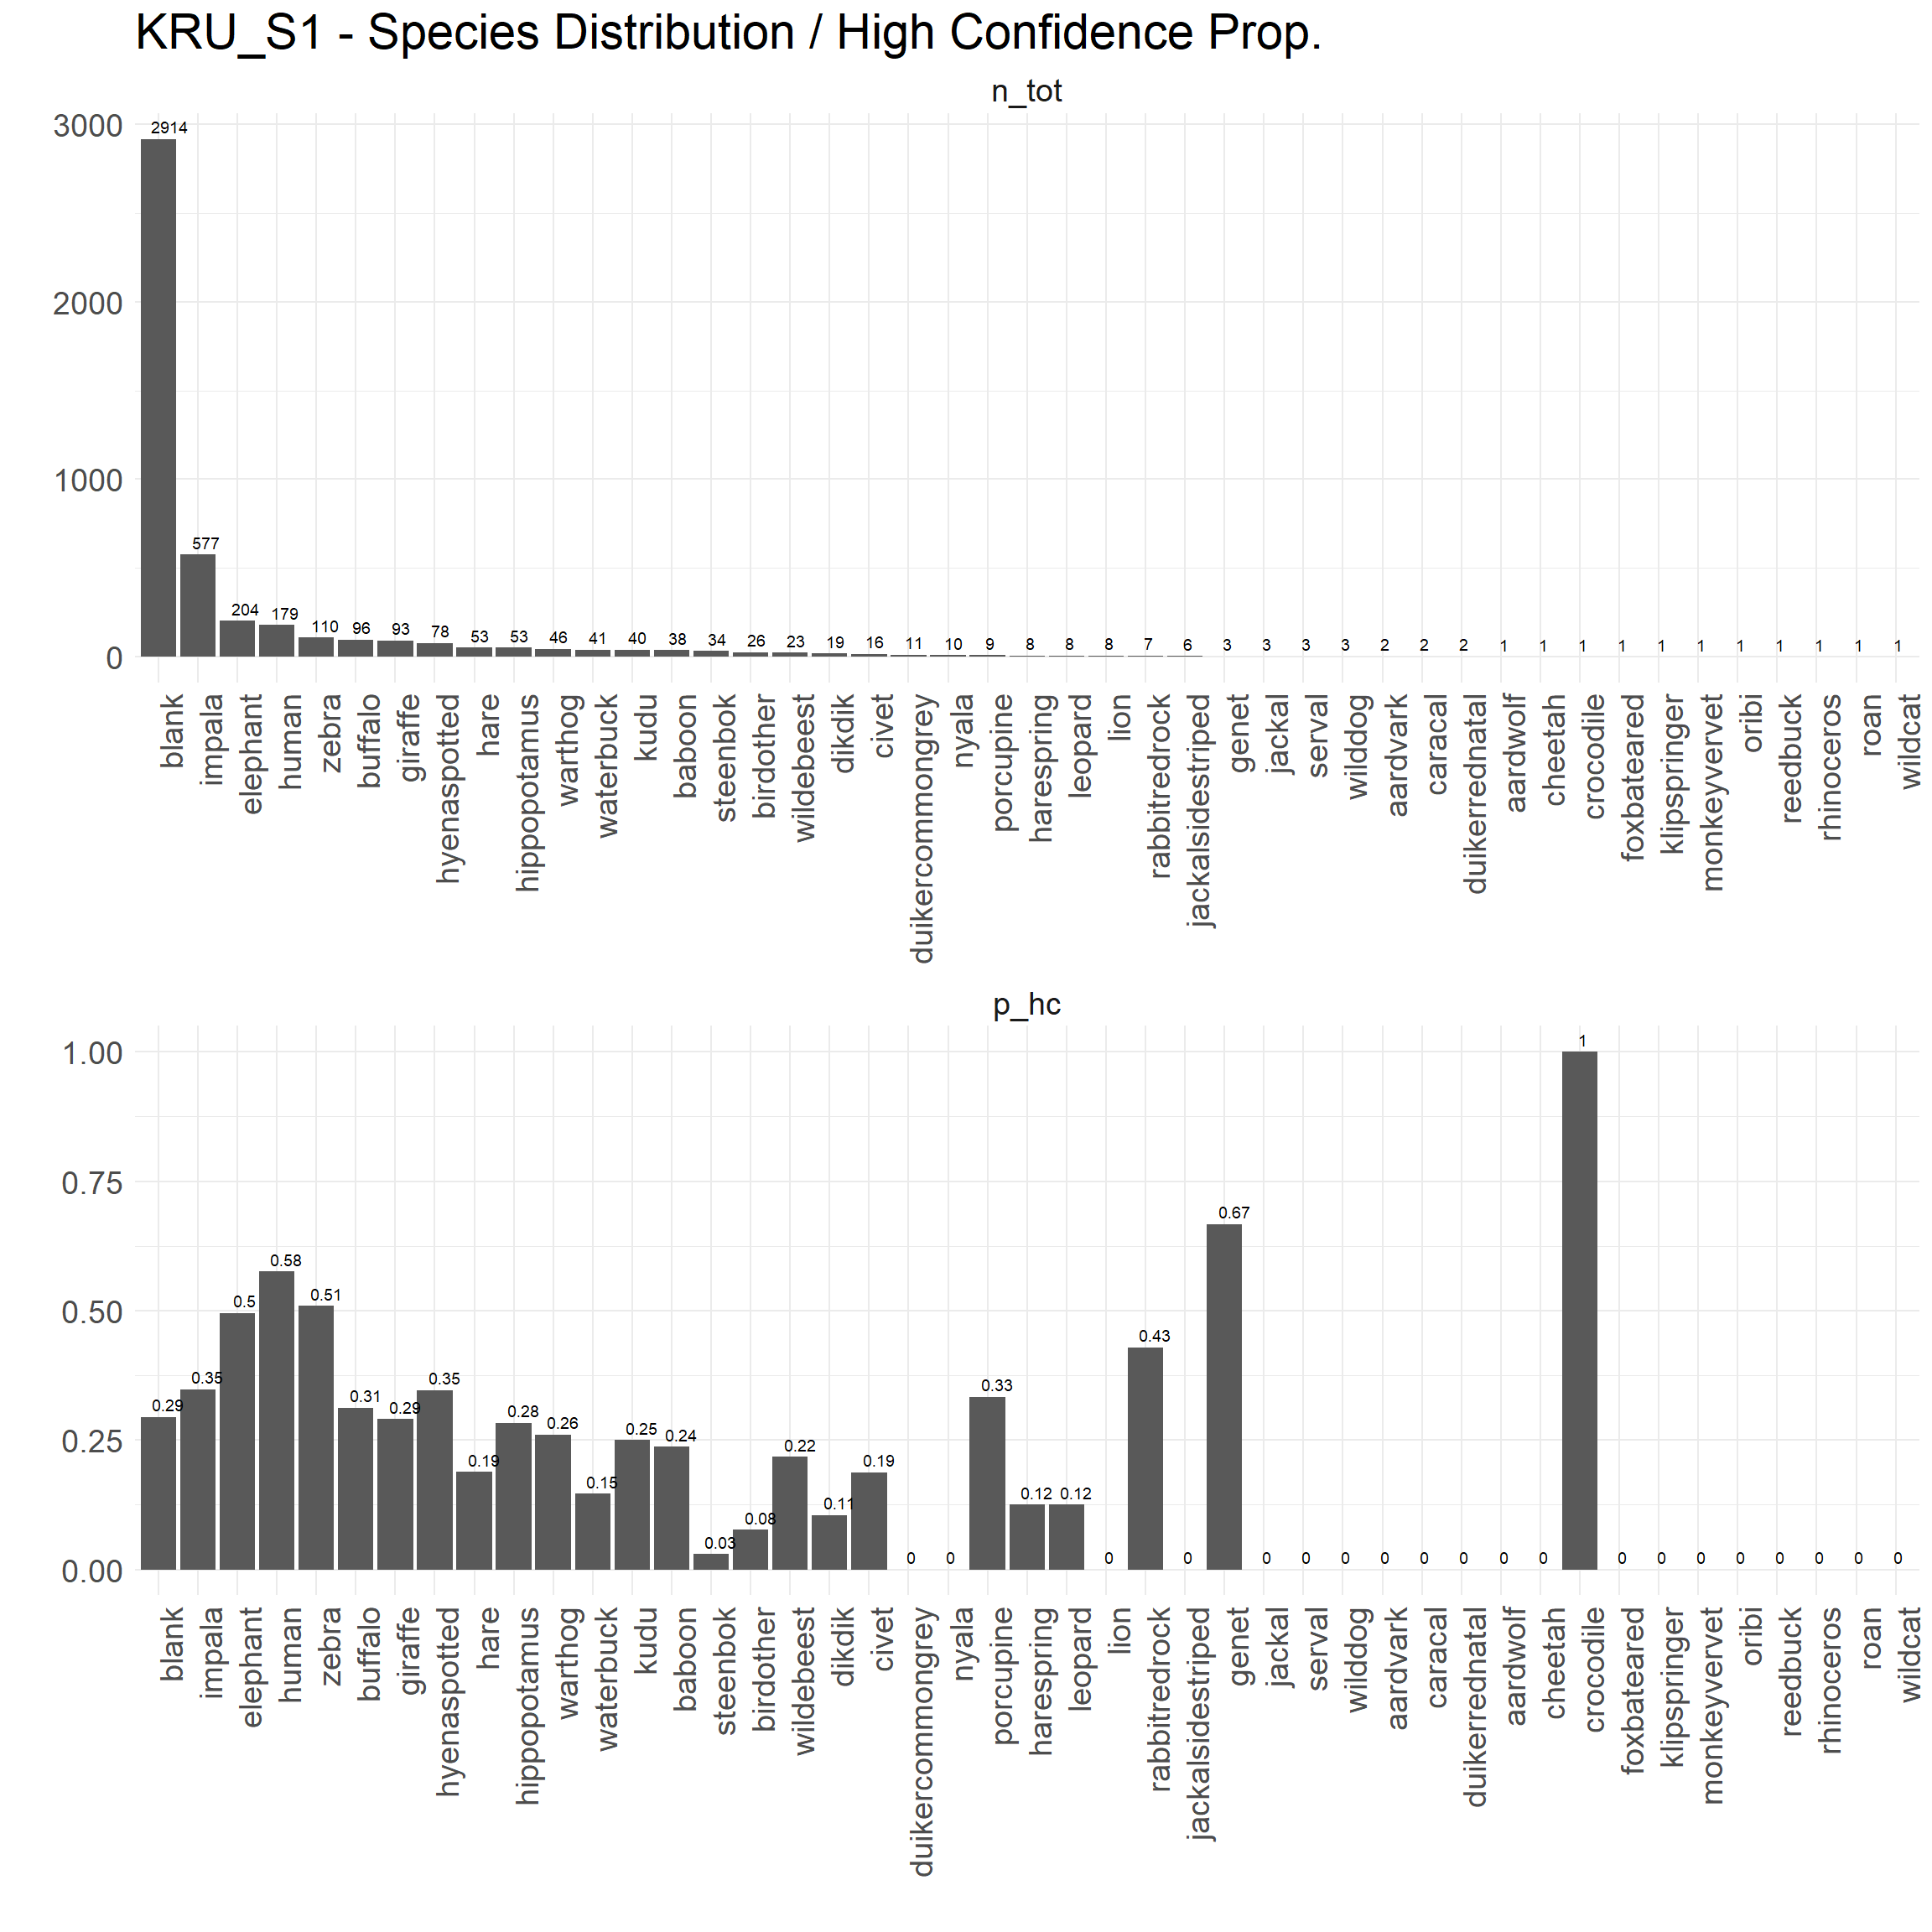 KRU_S1 - Species Distribution / High Confidence Prop.
n_tot
3000
2000
1000
0
2914 577 204 179 110 96 93 78 53 53 46 41 40 38 34 26 23 19 16 11 10 9 8 8 8 7 6 3 3 3 3 2 2 2 1 1 1 1 1 1 1 1 1 1 1
blank
impala
elephant
human
zebra
buffalo
giraffe
hyenaspotted
hare
hippopotamus
warthog
waterbuck
kudu
baboon
steenbok
birdother
wildebeest
dikdik
civet
duikercommongrey
nyala
porcupine
harespring
leopard
lion
rabbitredrock
jackalsidestriped
genet
jackal
serval
wilddog
aardvark
caracal
duikerrednatal
aardwolf
cheetah
crocodile
foxbateared
klipspringer
monkeyvervet
oribi
reedbuck
rhinoceros
roan
wildcat
p_hc
1.00
0.75
0.50
0.25
0.00
0.29 0.35 0.5 0.58 0.51 0.31 0.29 0.35 0.19 0.28 0.26 0.15 0.25 0.24 0.03 0.08 0.22 0.11 0.19 0 0 0.33 0.12 0.12 0 0.43 0 0.67 0 0 0 0 0 0 0 0 1 0 0 0 0 0 0 0 0
blank
impala
elephant
human
zebra
buffalo
giraffe
hyenaspotted
hare
hippopotamus
warthog
waterbuck
kudu
baboon
steenbok
birdother
wildebeest
dikdik
civet
duikercommongrey
nyala
porcupine
harespring
leopard
lion
rabbitredrock
jackalsidestriped
genet
jackal
serval
wilddog
aardvark
caracal
duikerrednatal
aardwolf
cheetah
crocodile
foxbateared
klipspringer
monkeyvervet
oribi
reedbuck
rhinoceros
roan
wildcat